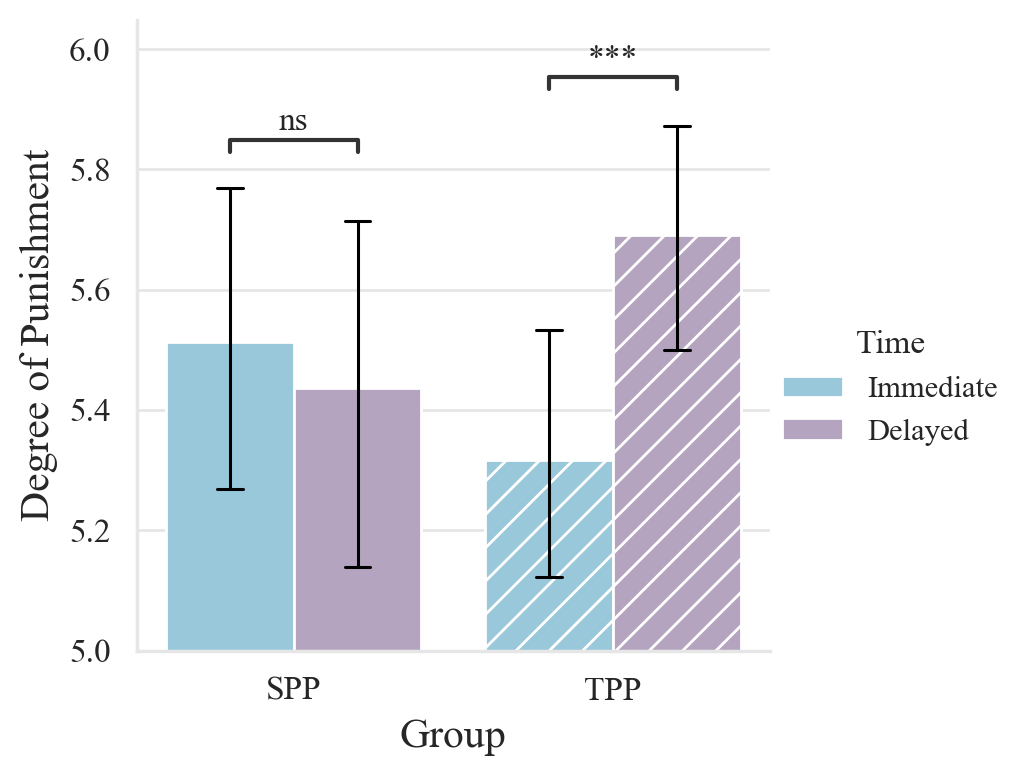 6.0
***
ns
5.8
5.6
5.4
5.2
5.0
Degree of Punishment
SPP
TPP
Group
Time
Immediate
Delayed